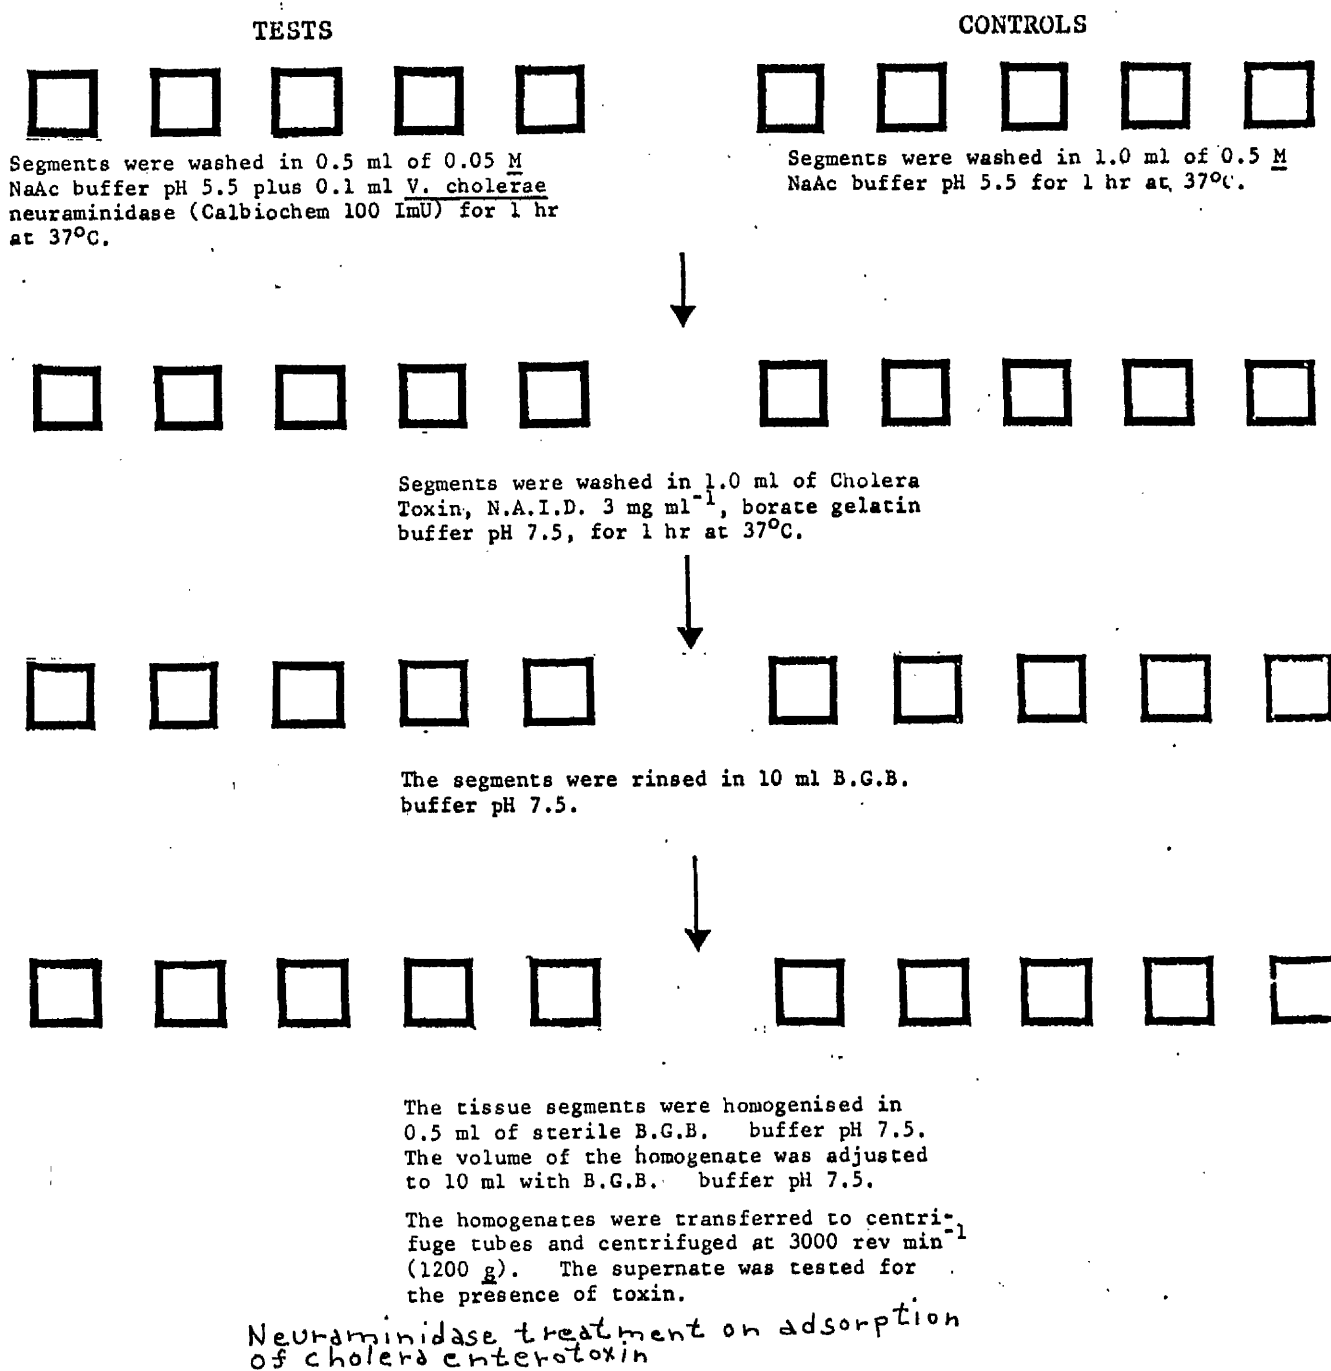 TESTS
CONTROLS
Segments were washed in 0.5 ml of 0.05 M
NaAc buffer pH 5.5 plus 0.1 ml V. cholerae
neuraminidase (Calbiochem 100 ImU) for 1 hr
at 37°C.
Segments were washed in 1.0 ml of 0.5 M
NaAc buffer pH 5.5 for 1 hr at 37°C.
Segments were washed in 1.0 ml of Cholera
Toxin, N.A.I.D. 3 mg ml⁻¹, borate gelatin
buffer pH 7.5, for 1 hr at 37°C.
The segments were rinsed in 10 ml B.G.B.
buffer pH 7.5.
The tissue segments were homogenised in
0.5 ml of sterile B.G.B. buffer pH 7.5.
The volume of the homogenate was adjusted
to 10 ml with B.G.B. buffer pH 7.5.
The homogenates were transferred to centri-
fuge tubes and centrifuged at 3000 rev min⁻¹
(1200 g). The supernate was tested for
the presence of toxin.
Neuraminidase treatment on adsorption
of cholera enterotoxin